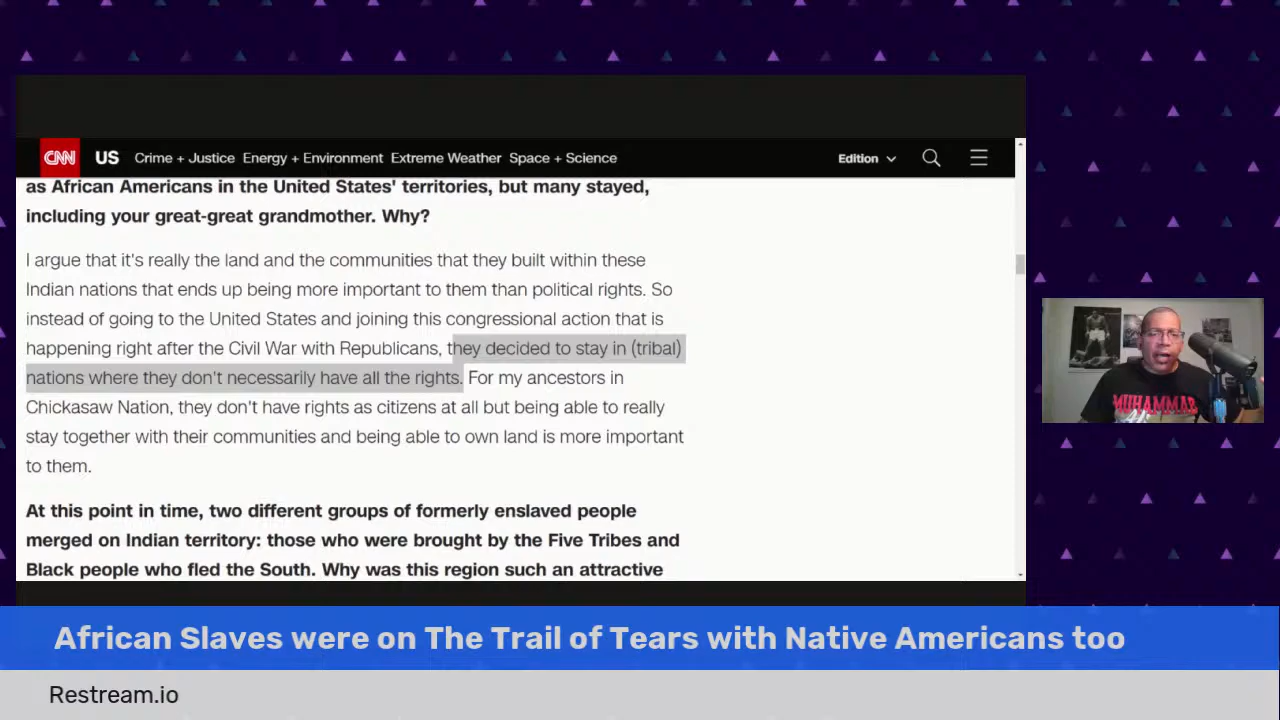 CNN US Crime + Justice Energy + Environment Extreme Weather Space + Science Edition
as African Americans in the United States' territories, but many stayed,
including your great-great grandmother. Why?
I argue that it's really the land and the communities that they built within these
Indian nations that ends up being more important to them than political rights. So
instead of going to the United States and joining this congressional action that is
happening right after the Civil War with Republicans, they decided to stay in (tribal)
nations where they don't necessarily have all the rights. For my ancestors in
Chickasaw Nation, they don't have rights as citizens at all but being able to really
stay together with their communities and being able to own land is more important
to them.
At this point in time, two different groups of formerly enslaved people
merged on Indian territory: those who were brought by the Five Tribes and
Black people who fled the South. Why was this region such an attractive
MUHAMMAD
African Slaves were on The Trail of Tears with Native Americans too
Restream.io